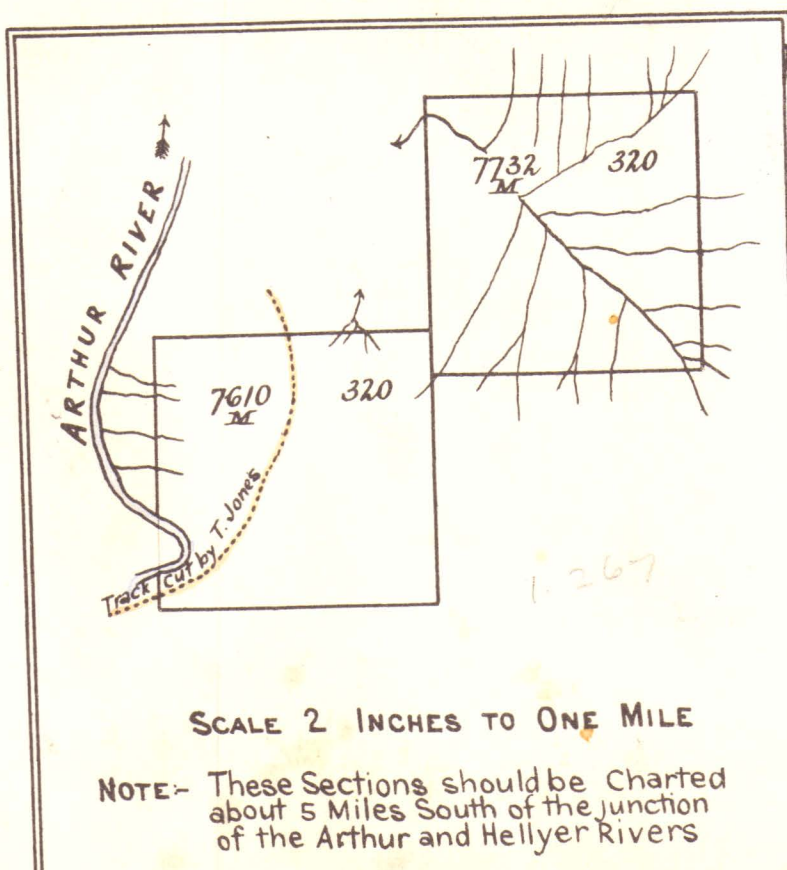 ARTHUR RIVER
7732
M
320
7610
M
320
Track cut by T. Jones
1.267
SCALE 2 INCHES TO ONE MILE
NOTE:- These Sections should be Charted
about 5 Miles South of the junction
of the Arthur and Hellyer Rivers